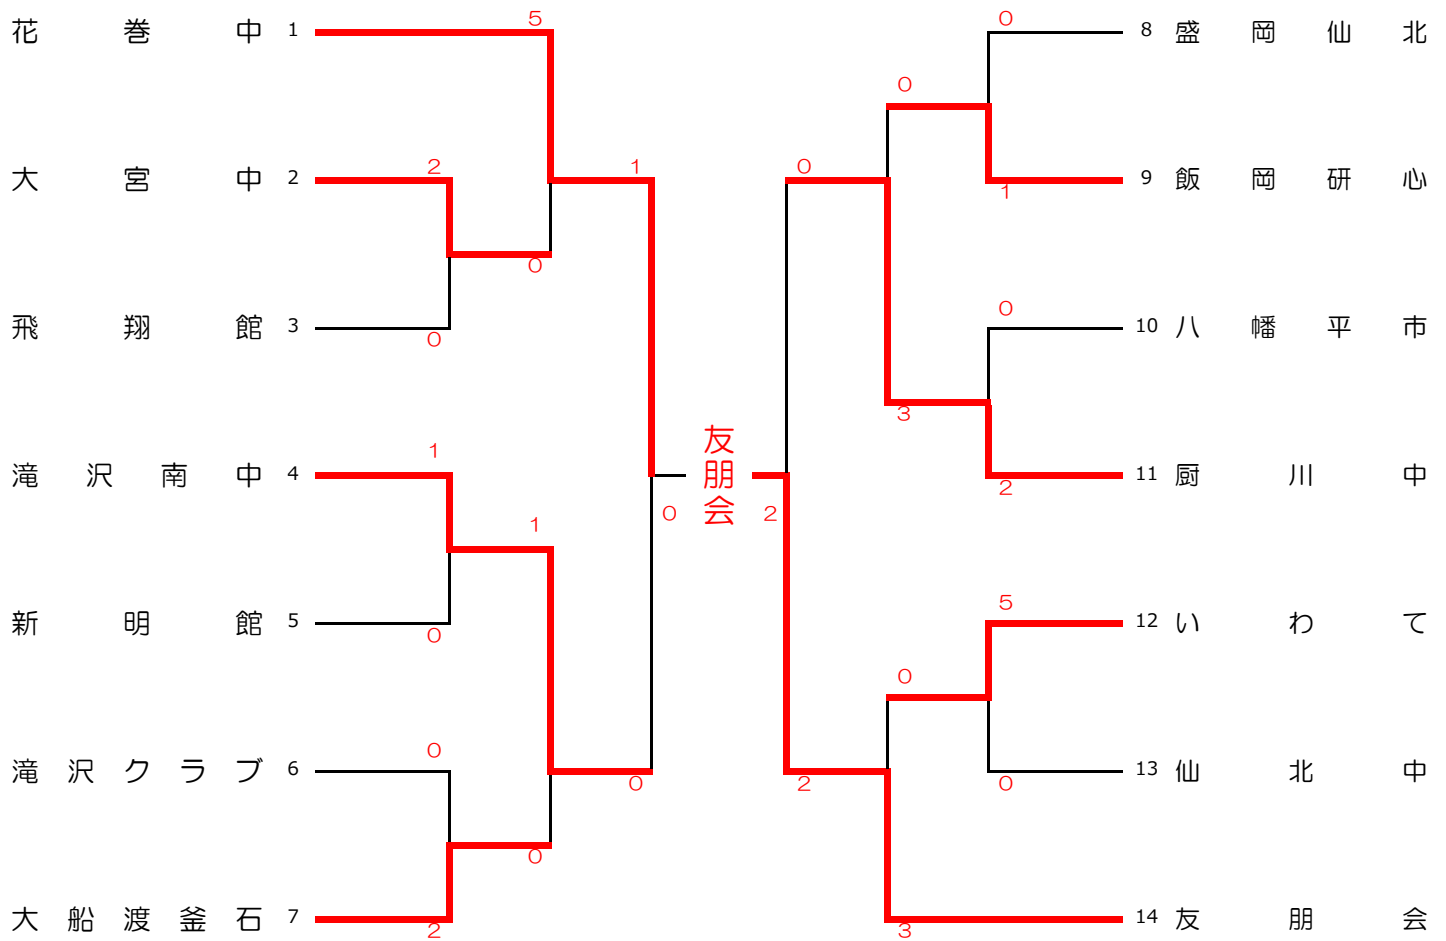 5
0
花巻中 1
8 盛岡仙北
0
2
1
0
大宮中 2
9 飯岡研心
1
0
0
飛翔館 3
10 八幡平市
0
3
1
友朋会
滝沢南中 4
11 厨川中
2
0
2
1
5
新明館 5
12 いわて
0
0
0
滝沢クラブ 6
13 仙北中
0
2
0
0
大船渡釜石 7
14 友朋会
2
3